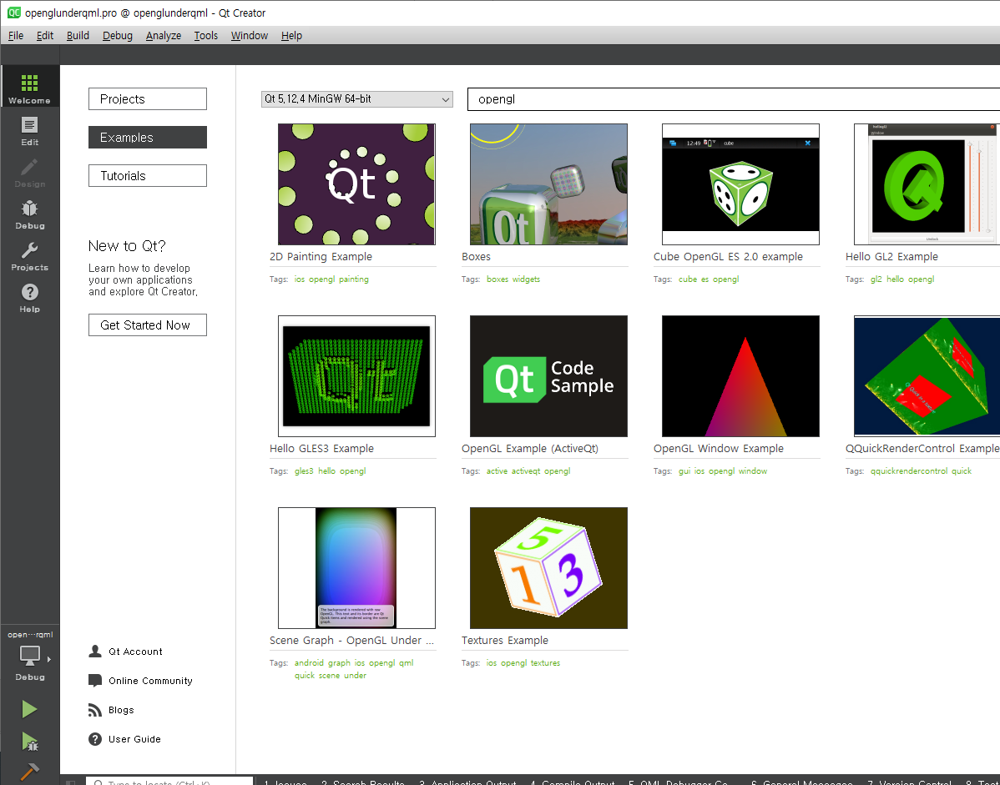 openglunderqml.pro @ openglunderqml - Qt Creator
File Edit Build Debug Analyze Tools Window Help
Welcome
Edit
Design
Debug
Projects
Help
open···rqml
Debug
Projects
Examples
Tutorials
New to Qt?
Learn how to develop
your own applications
and explore Qt Creator.
Get Started Now
Qt Account
Online Community
Blogs
User Guide
Qt 5.12.4 MinGW 64-bit
opengl
Qt
2D Painting Example
Tags: ios opengl painting
Qt
Boxes
Tags: boxes widgets
12:49 cube
Cube OpenGL ES 2.0 example
Tags: cube es opengl
Hello GL2 Example
Tags: gl2 hello opengl
Qt
Hello GLES3 Example
Tags: gles3 hello opengl
Qt Code
Sample
OpenGL Example (ActiveQt)
Tags: active activeqt opengl
OpenGL Window Example
Tags: gui ios opengl window
QQuickRenderControl Example
Tags: qquickrendercontrol quick
The background is rendered with raw
OpenGL. This text and its border are Qt
Quick items and rendered using the scene
graph.
Scene Graph - OpenGL Under ...
Tags: android graph ios opengl qml
quick scene under
5
1 3
Textures Example
Tags: ios opengl textures
Type to locate (Ctrl+K) 1 Issues 2 Search Results 3 Application Output 4 Compile Output 5 QML Debugger Co... 6 General Messages 7 Version Control 8 Test